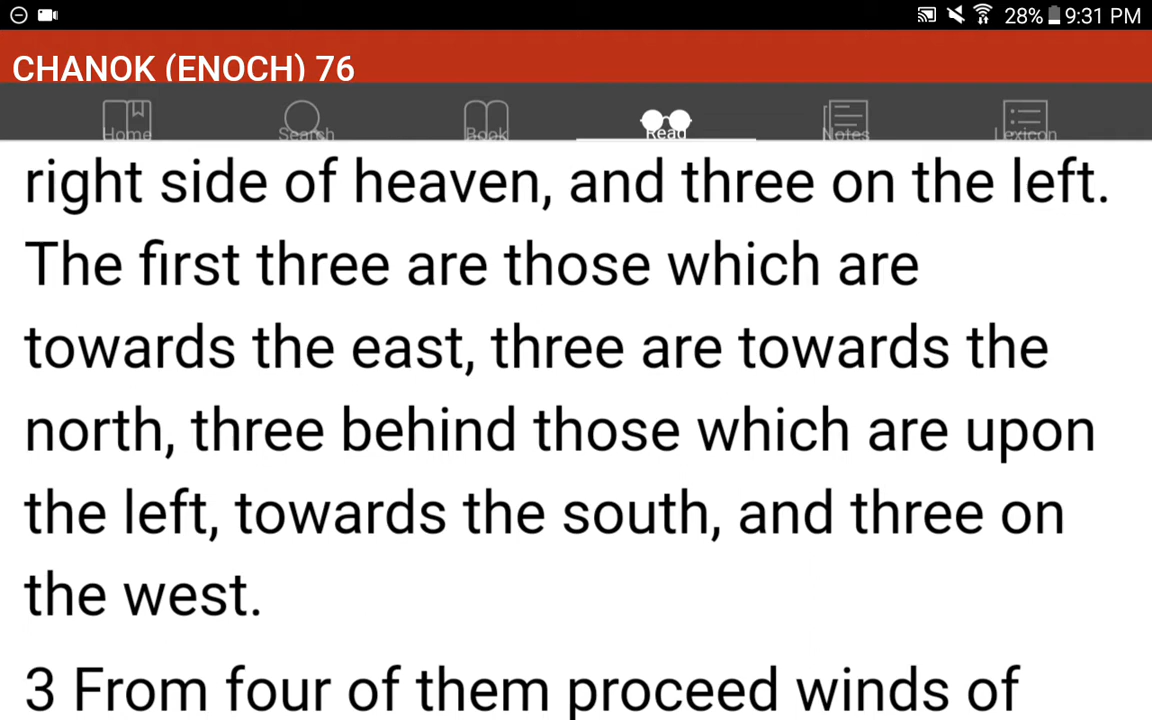 28% 9:31 PM
CHANOK (ENOCH) 76
Home Search Book Read Notes Lexicon
right side of heaven, and three on the left.
The first three are those which are
towards the east, three are towards the
north, three behind those which are upon
the left, towards the south, and three on
the west.
3 From four of them proceed winds of